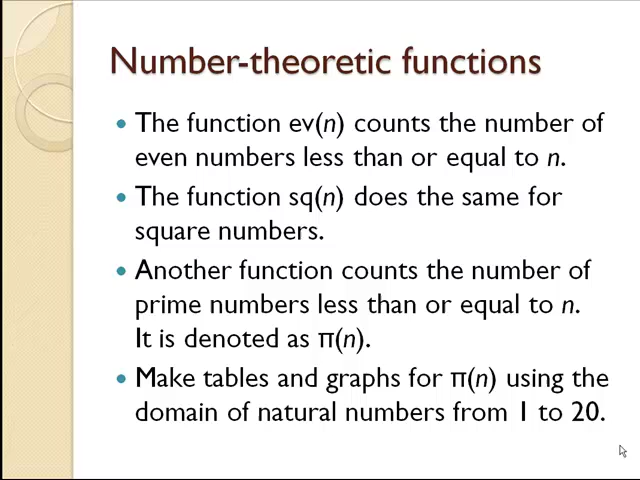 Number-theoretic functions
• The function ev(n) counts the number of
even numbers less than or equal to n.
• The function sq(n) does the same for
square numbers.
• Another function counts the number of
prime numbers less than or equal to n.
It is denoted as π(n).
• Make tables and graphs for π(n) using the
domain of natural numbers from 1 to 20.